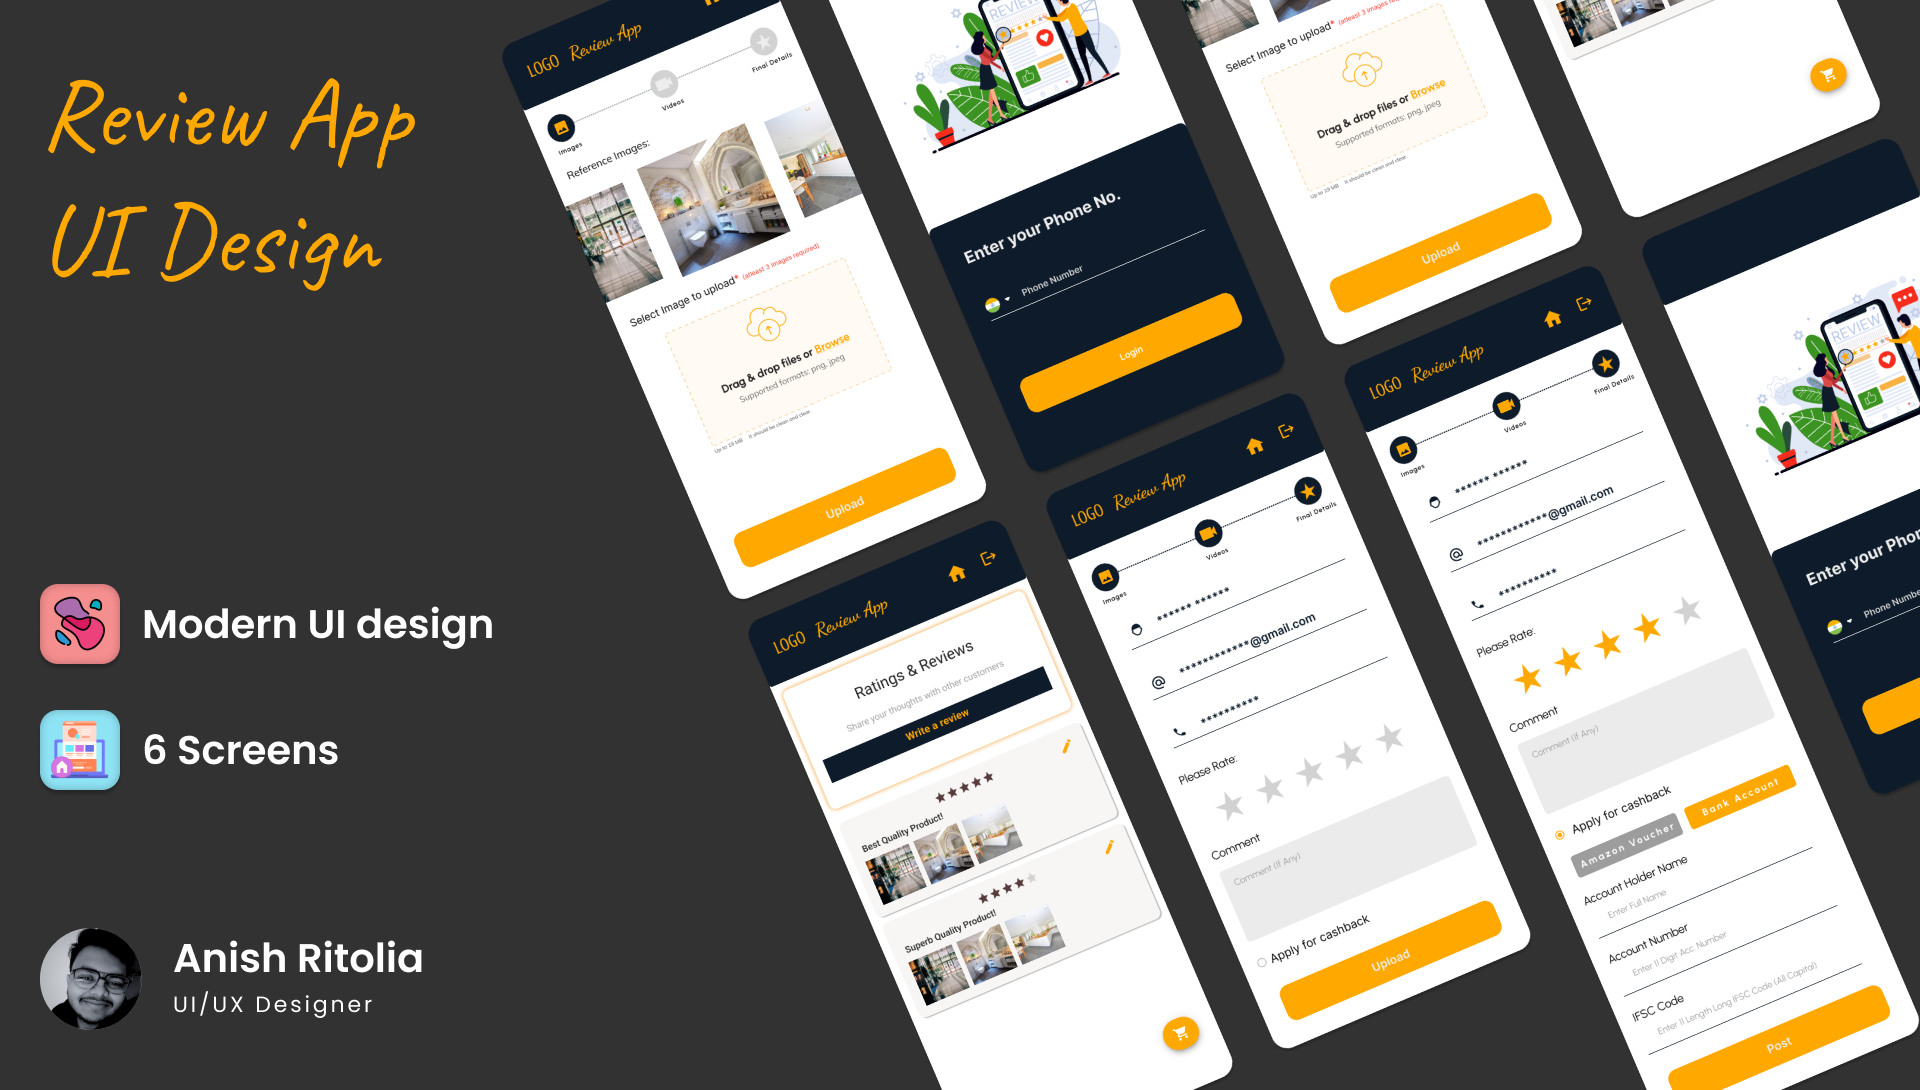 Review App
UI Design
Modern UI design
6 Screens
Anish Ritolia
UI/UX Designer
LOGO Review App
Images
Videos
Final Details
Reference Images:
Select Image to upload* (atleast 3 images required)
Drag & drop files or Browse
Supported formats: png, jpeg
Up to 19 MB It should be clean and clear
Upload
REVIEW
Enter your Phone No.
Phone Number
Login
Select Image to upload* (atleast 3 images requir
Drag & drop files or Browse
Supported formats: png, jpeg
Up to 19 MB It should be clean and clear
Upload
LOGO Review App
Ratings & Reviews
Share your thoughts with other customers
Write a review
Best Quality Product!
Superb Quality Product!
LOGO Review App
Images
Videos
Final Details
****** ******
************@gmail.com
**********
Please Rate:
Comment
Comment (If Any)
Apply for cashback
Upload
LOGO Review App
Images
Videos
Final Details
****** ******
************@gmail.com
**********
Please Rate:
Comment
Comment (If Any)
Apply for cashback
Amazon Voucher
Bank Account
Account Holder Name
Enter Full Name
Account Number
Enter 11 Digit Acc. Number
IFSC Code
Enter 11 Length Long IFSC Code (All Capital)
Post
REVIEW
Enter your Phon
Phone Numbe